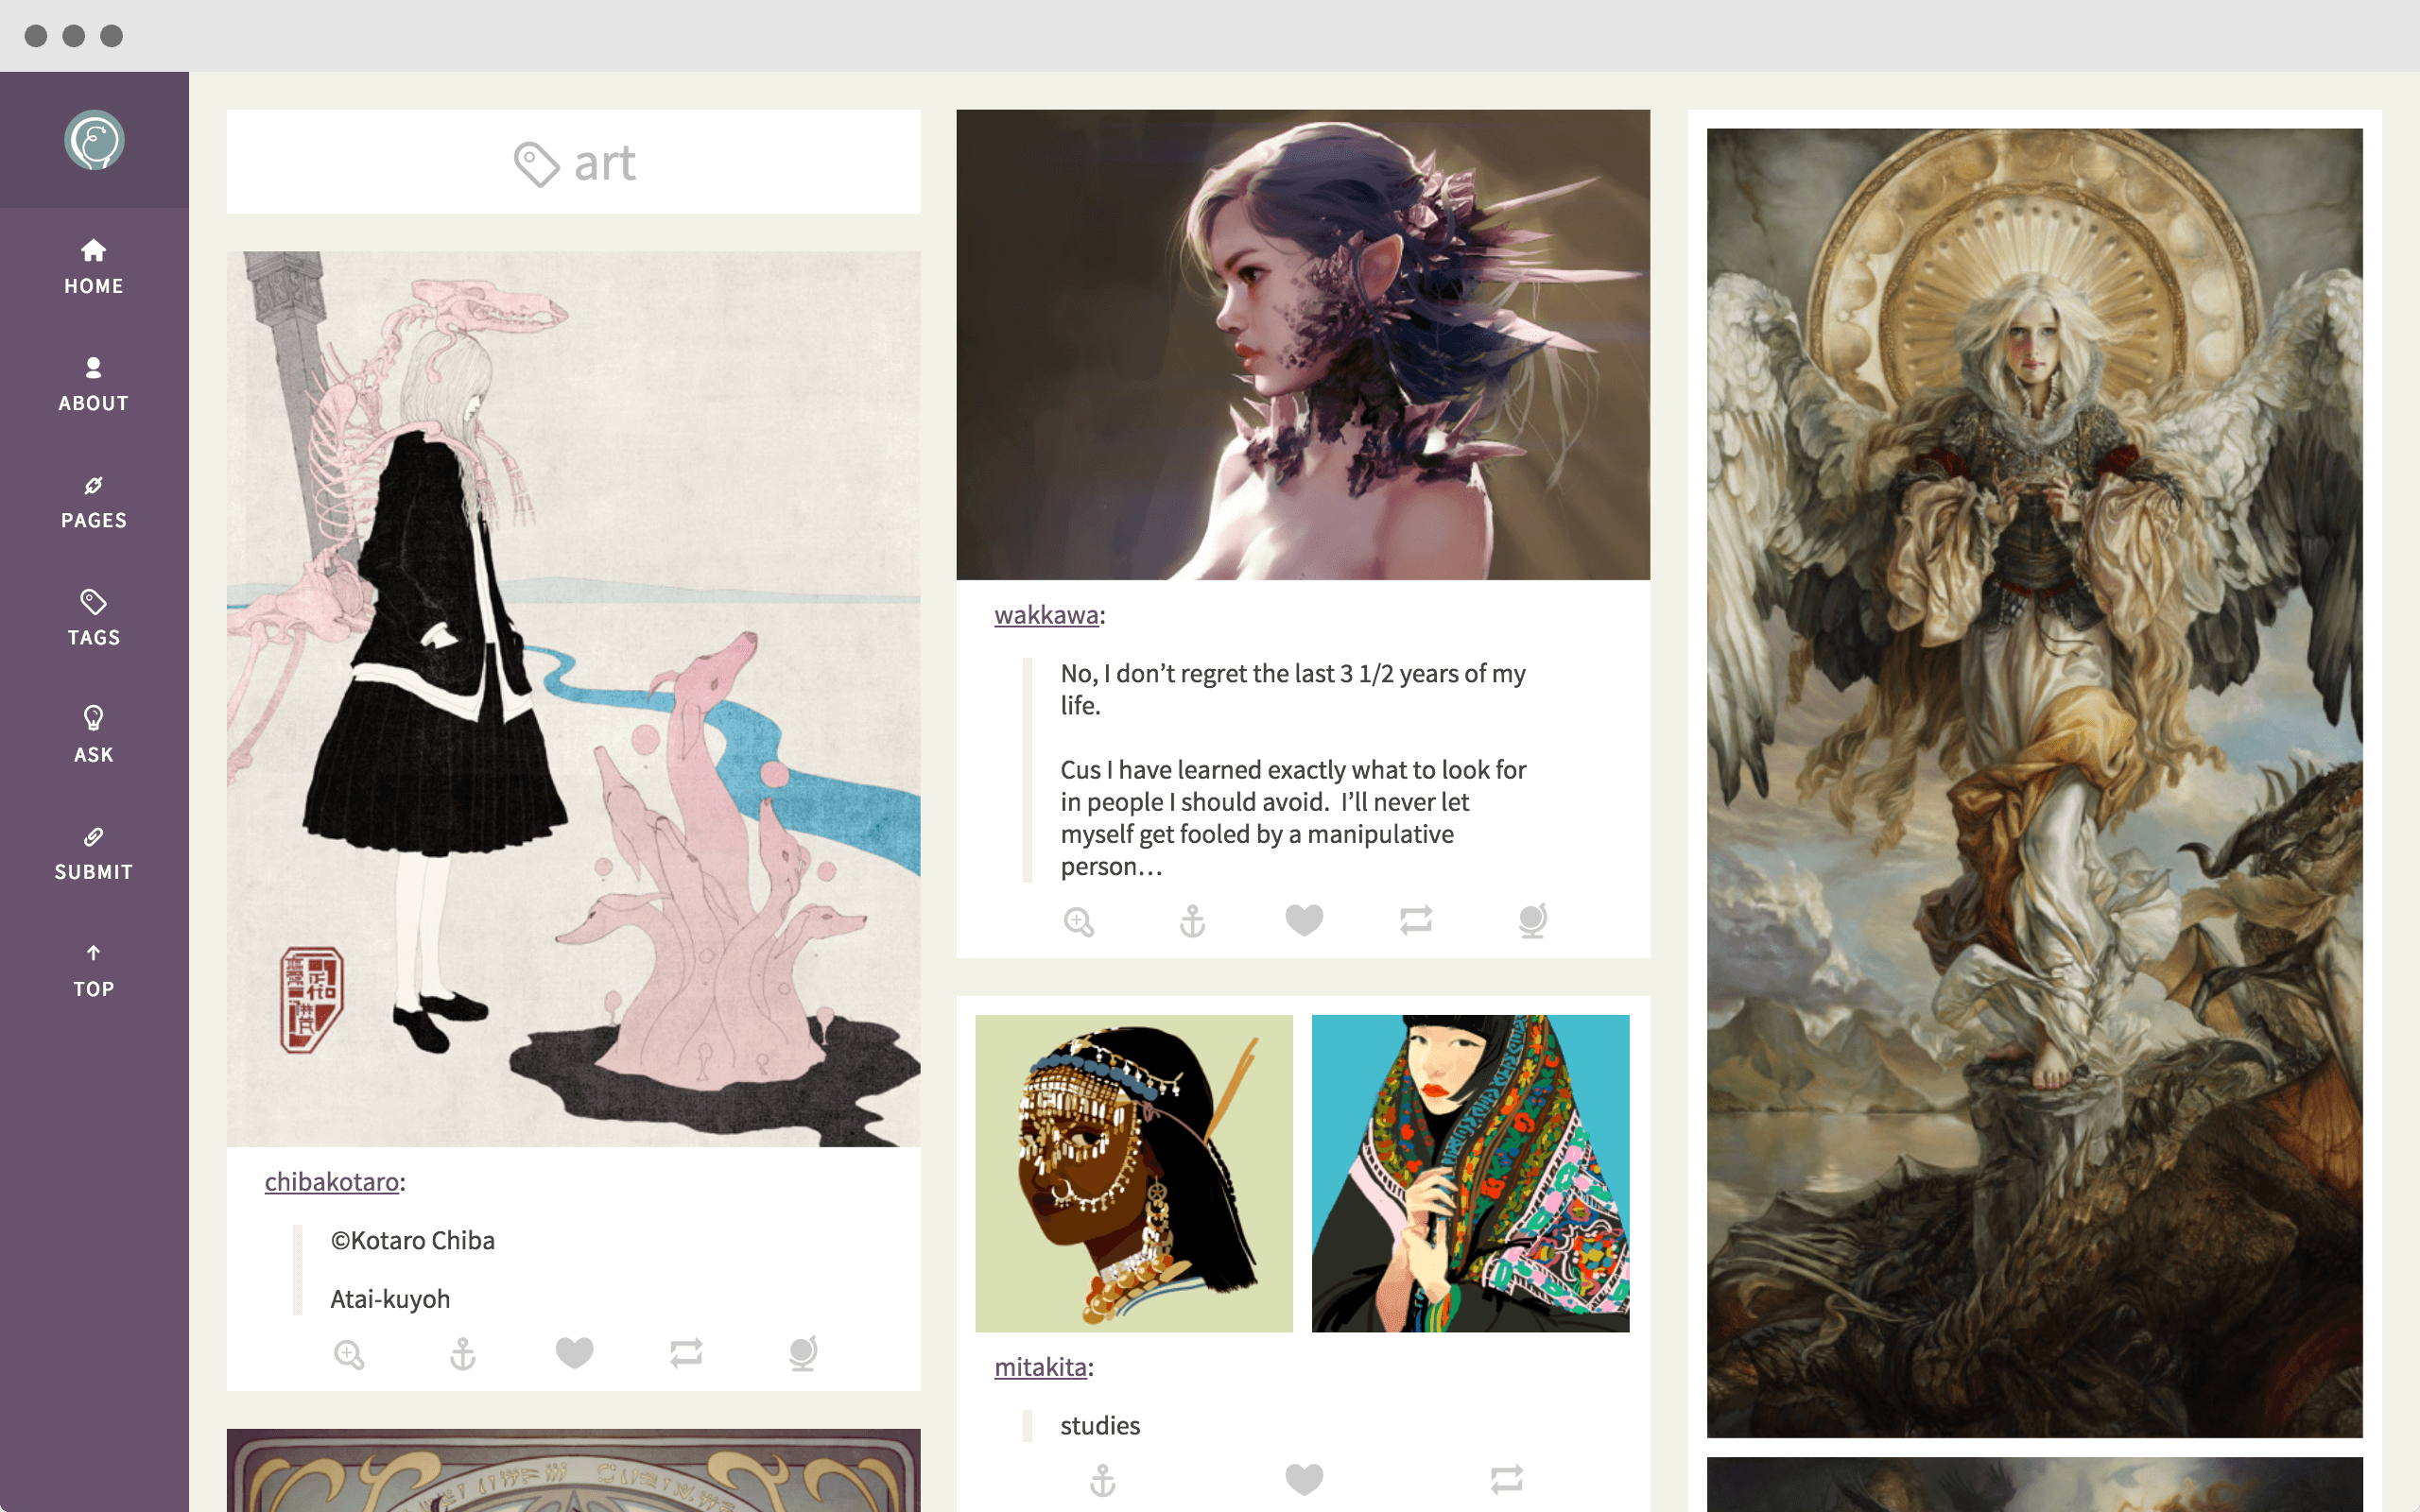 HOME
ABOUT
PAGES
TAGS
ASK
SUBMIT
TOP
art
chibakotaro:
©Kotaro Chiba
Atai-kuyoh
wakkawa:
No, I don’t regret the last 3 1/2 years of my
life.
Cus I have learned exactly what to look for
in people I should avoid.  I’ll never let
myself get fooled by a manipulative
person…
mitakita:
studies